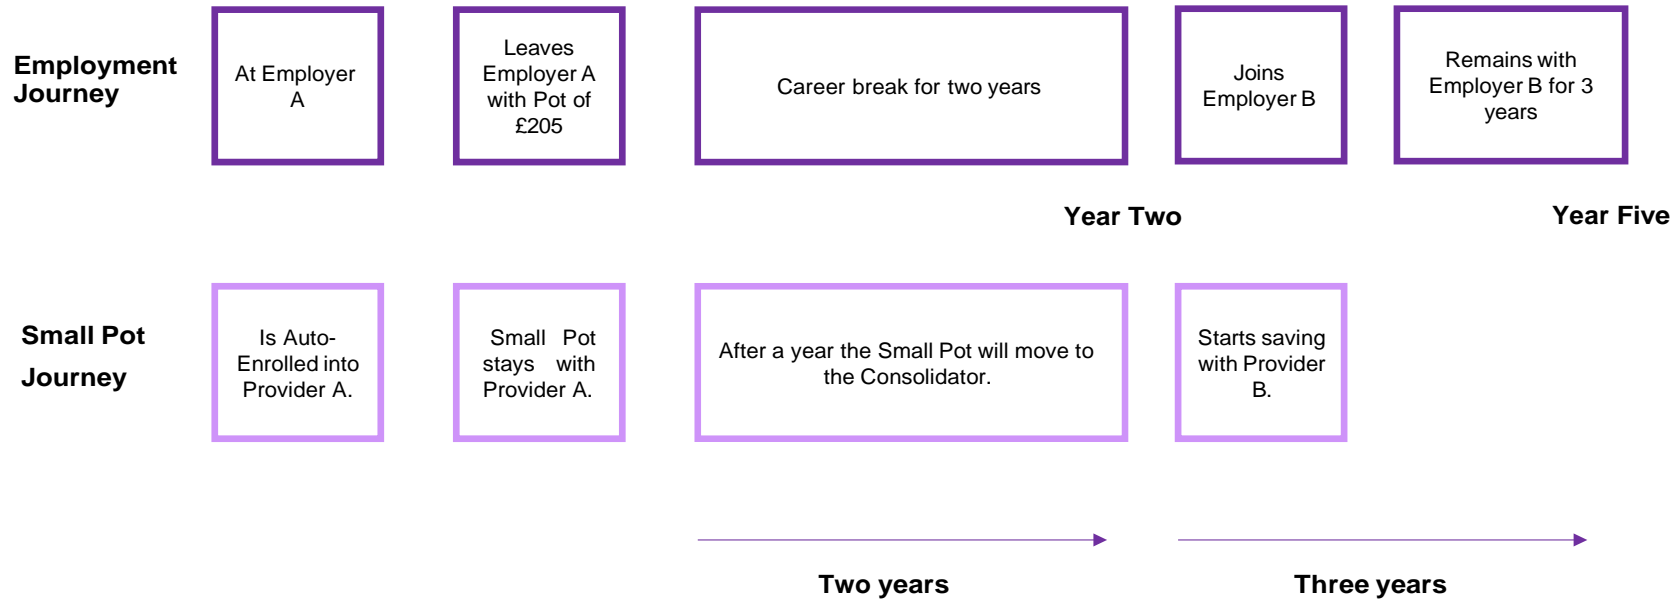 Employment
Journey
At Employer
A
Leaves
Employer A
with Pot of
£205
Career break for two years
Joins
Employer B
Remains with
Employer B for 3
years
Year Two
Year Five
Small Pot
Journey
Is Auto-
Enrolled into
Provider A.
Small Pot
stays with
Provider A.
After a year the Small Pot will move to
the Consolidator.
Starts saving
with Provider
B.
Two years
Three years